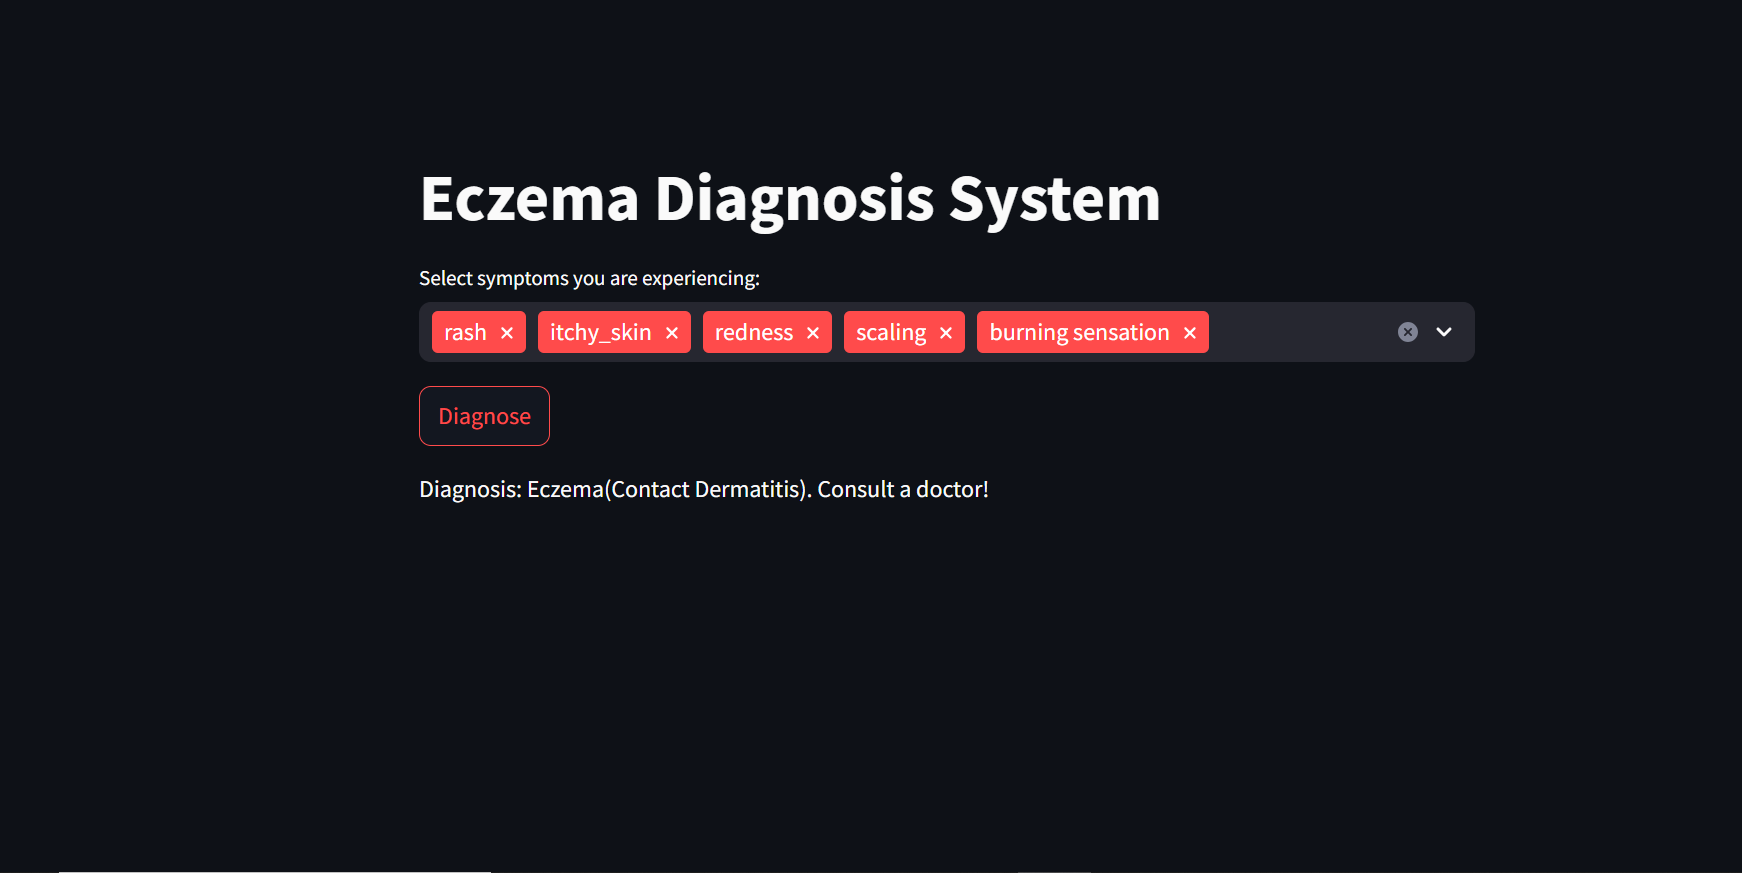 Eczema Diagnosis System
Select symptoms you are experiencing:
rash × itchy_skin × redness × scaling × burning sensation ×
Diagnose
Diagnosis: Eczema(Contact Dermatitis). Consult a doctor!